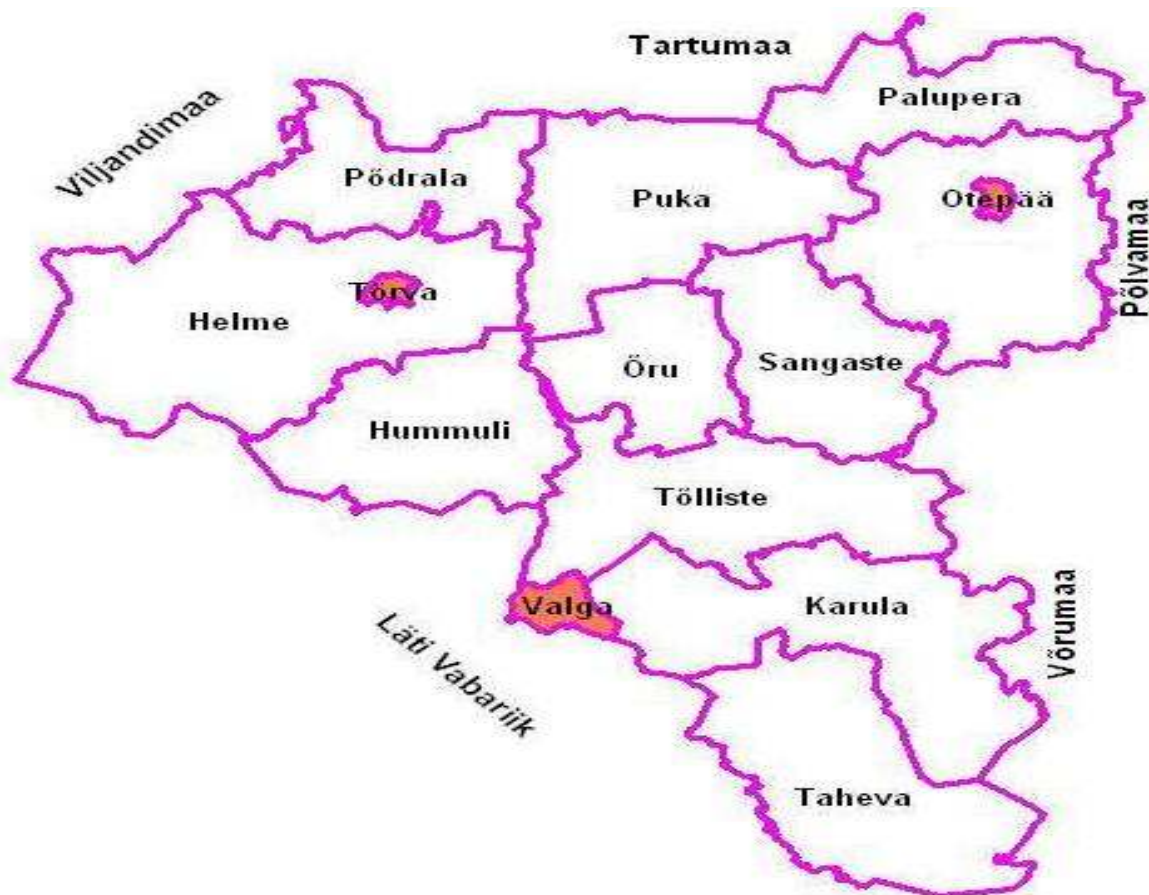 Tartumaa
Palupera
Viljandimaa
Põdrala
Puka
Otepää
Põlvamaa
Tõrva
Helme
Õru
Sangaste
Hummuli
Tõlliste
Valga
Karula
Võrumaa
Läti Vabariik
Taheva